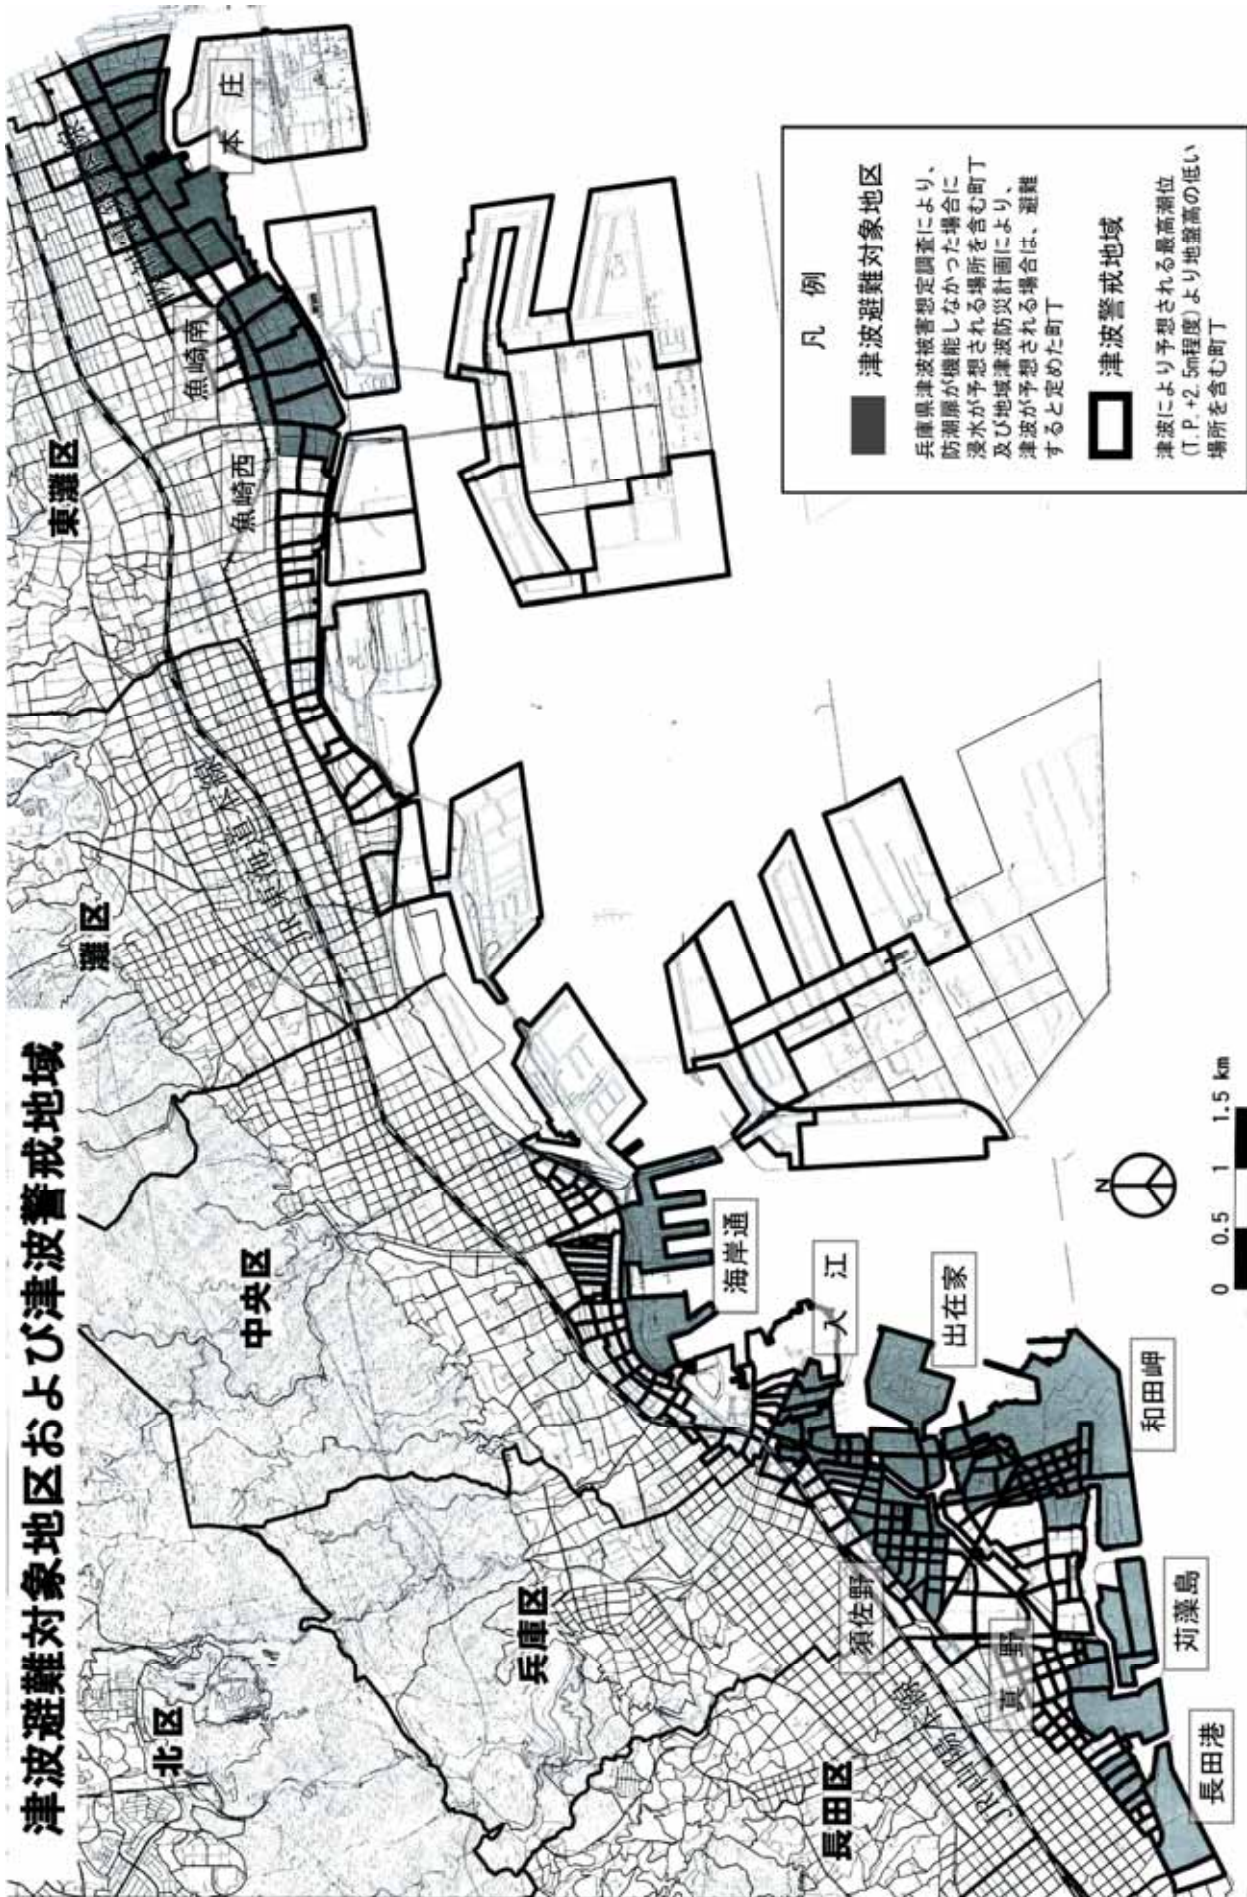 津波避難対象地区および津波警戒地域
北区
中央区
灘区
東灘区
兵庫区
長田区
本庄
魚崎南
魚崎西
JR東海道本線
海岸通
入江
出在家
和田岬
須佐野
真野
苅藻島
長田港
JR山陽本線
N
0 0.5 1 1.5 km
凡例
津波避難対象地区
兵庫県津波被害想定調査により、
防潮扉が機能しなかった場合に
浸水が予想される場所を含む町丁
及び地域津波防災計画により、
津波が予想される場合は、避難
すると定めた町丁
津波警戒地域
津波により予想される最高潮位
(T.P.+2.5m程度)より地盤高の低い
場所を含む町丁